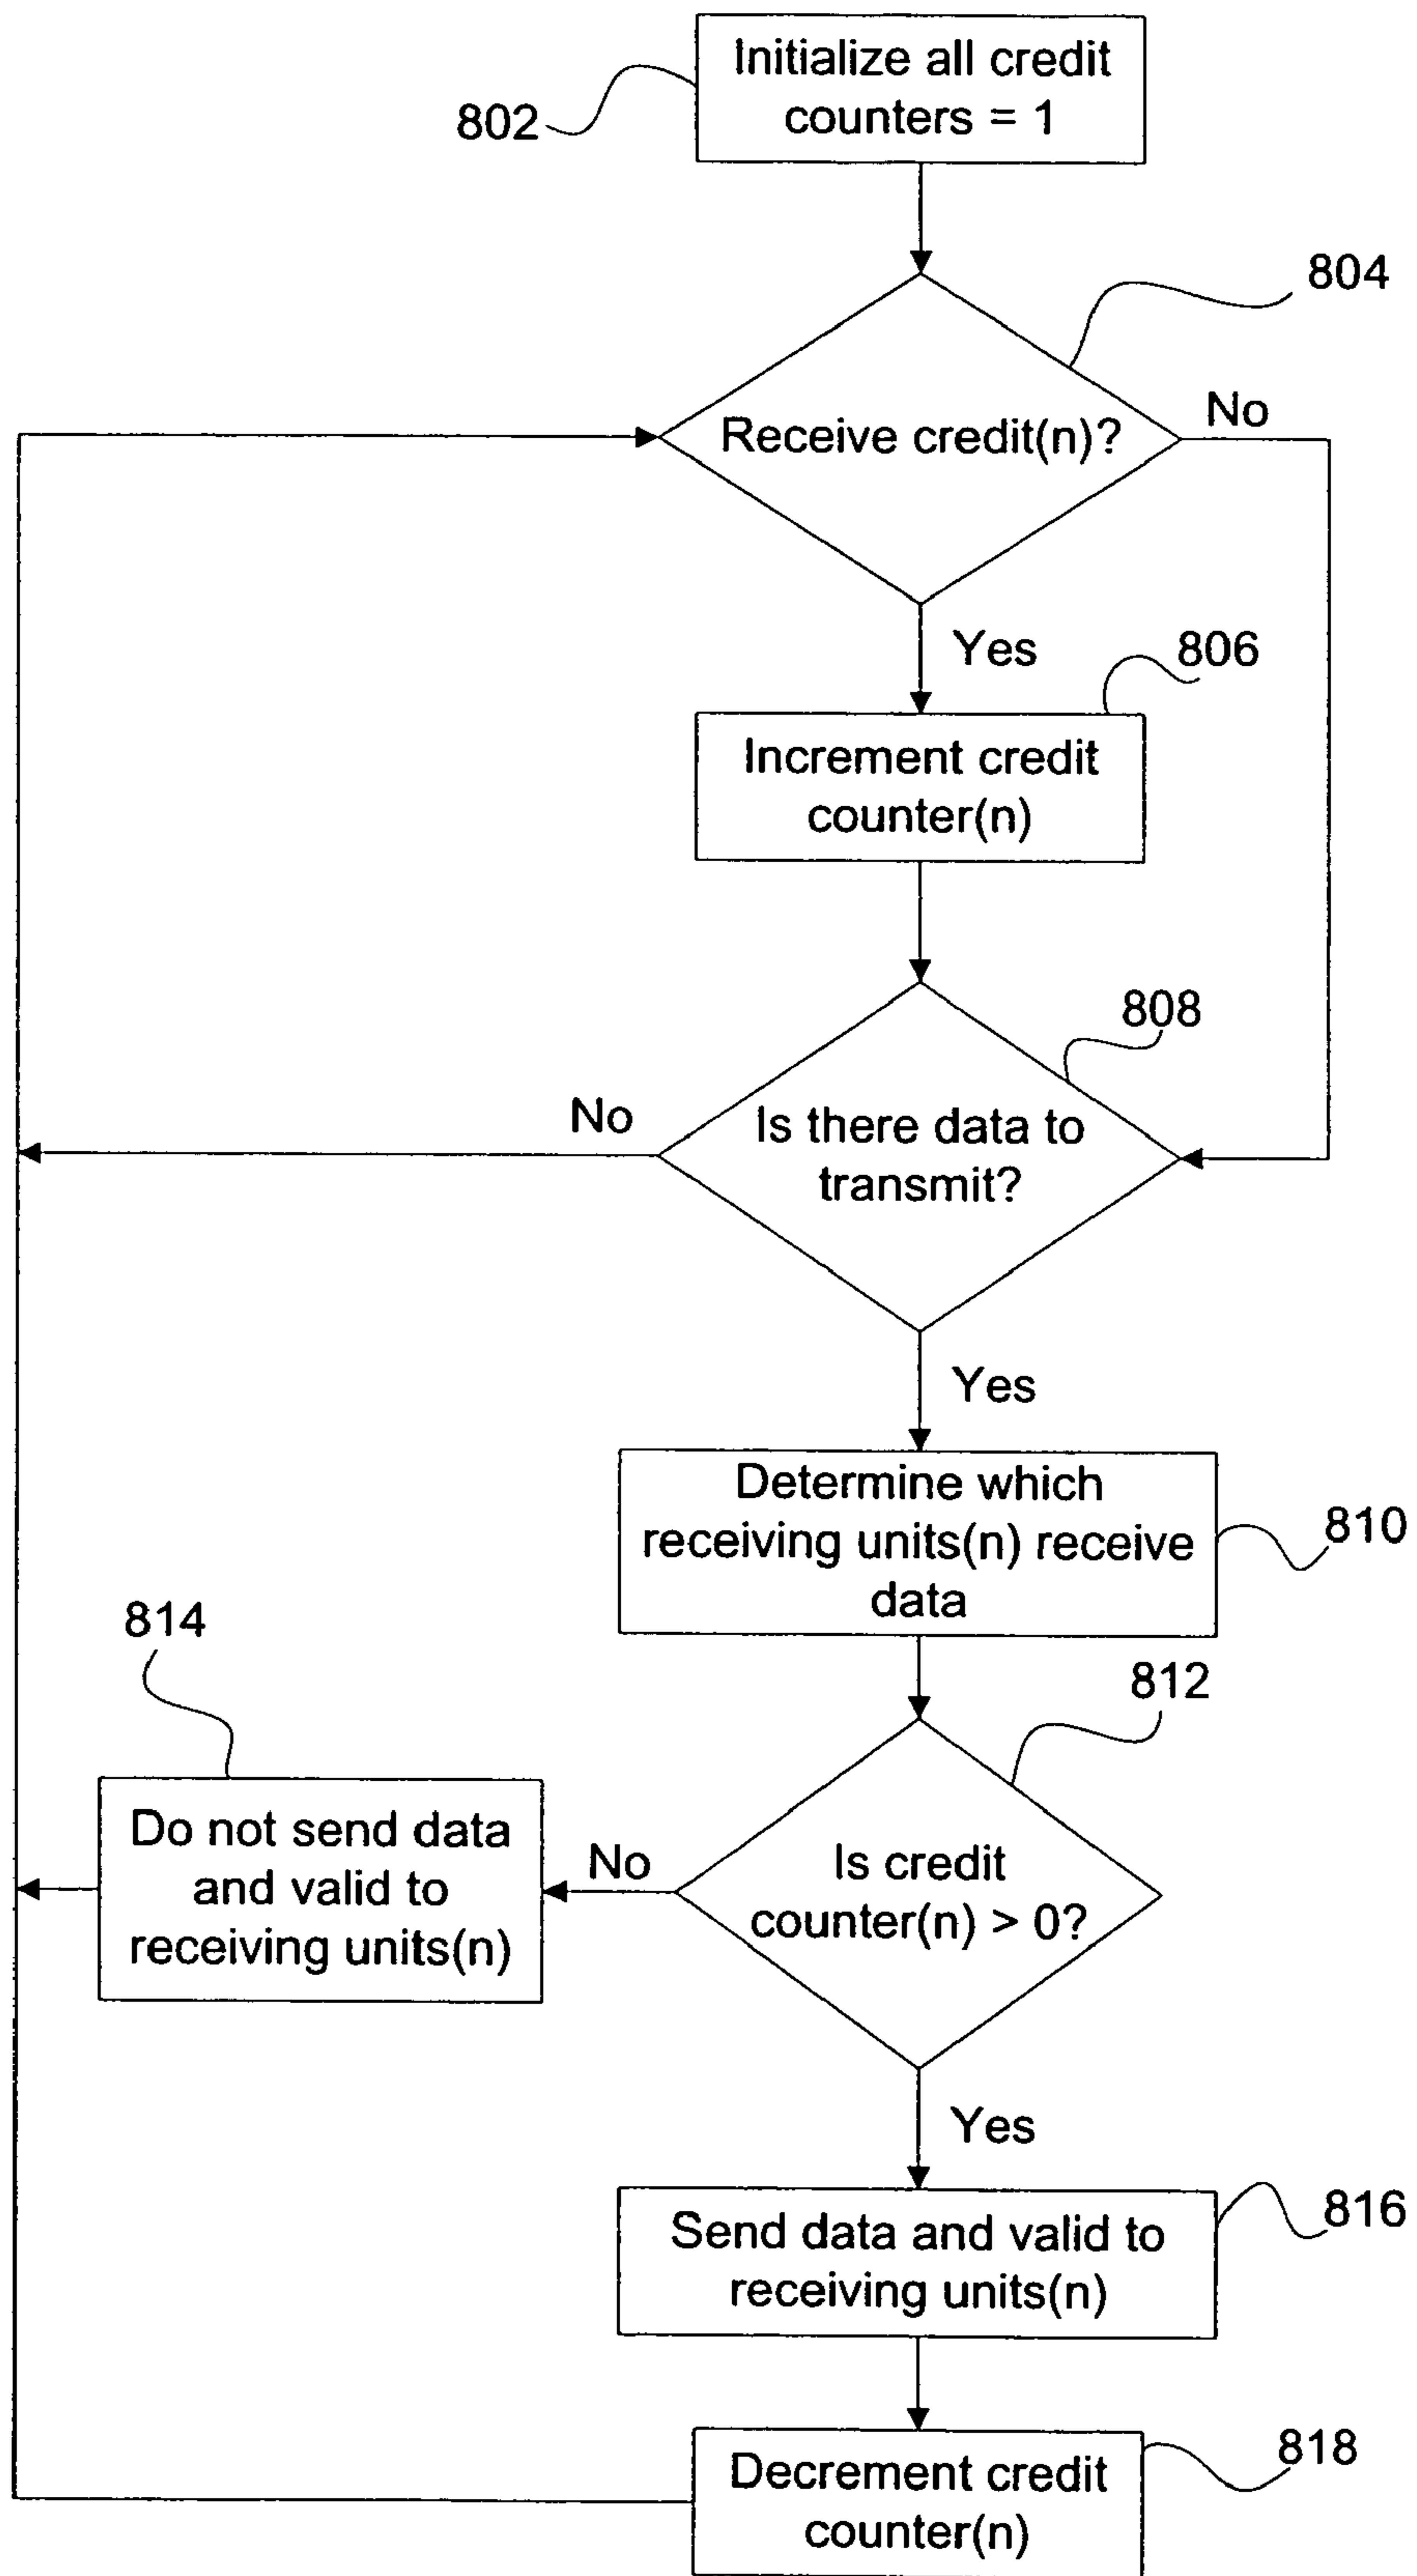 Initialize all credit
counters = 1
802
804
Receive credit(n)?
No
Yes
806
Increment credit
counter(n)
808
Is there data to
transmit?
No
Yes
Determine which
receiving units(n) receive
data
810
814
812
Do not send data
and valid to
receiving units(n)
No
Is credit
counter(n) > 0?
Yes
Send data and valid to
receiving units(n)
816
Decrement credit
counter(n)
818